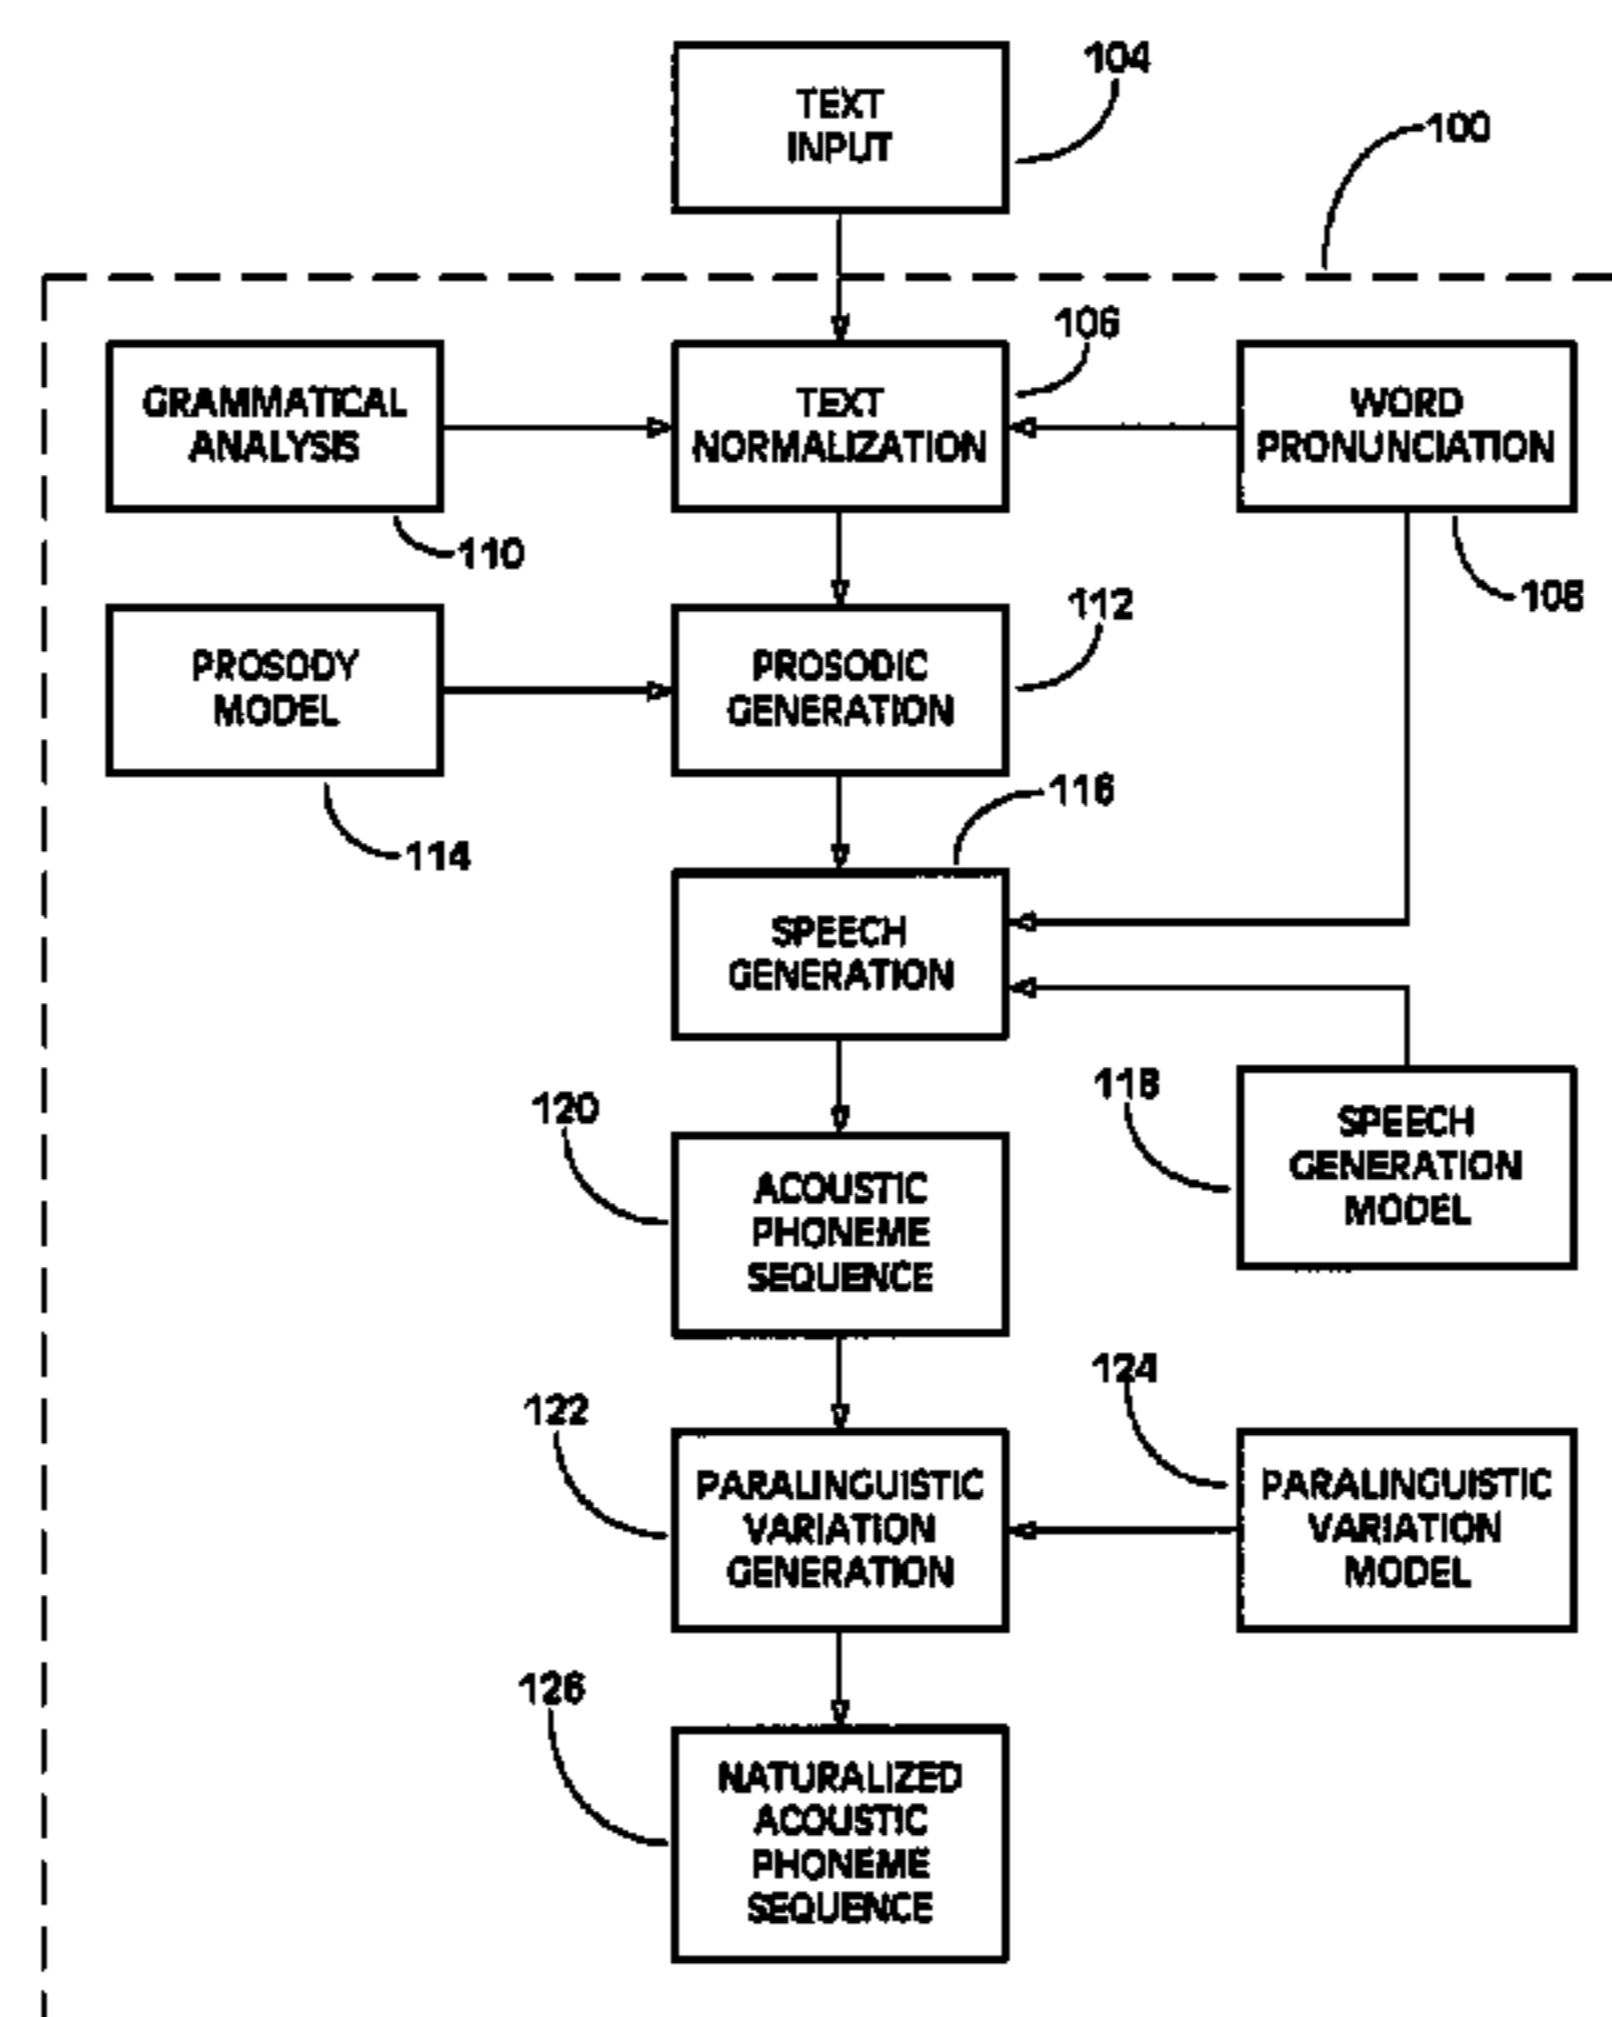 104
TEXT
INPUT
100
106
GRAMMATICAL
ANALYSIS
TEXT
NORMALIZATION
WORD
PRONUNCIATION
110
108
112
PROSODY
MODEL
PROSODIC
GENERATION
114
116
SPEECH
GENERATION
118
SPEECH
GENERATION
MODEL
120
ACOUSTIC
PHONEME
SEQUENCE
122
124
PARALINGUISTIC
VARIATION
GENERATION
PARALINGUISTIC
VARIATION
MODEL
126
NATURALIZED
ACOUSTIC
PHONEME
SEQUENCE